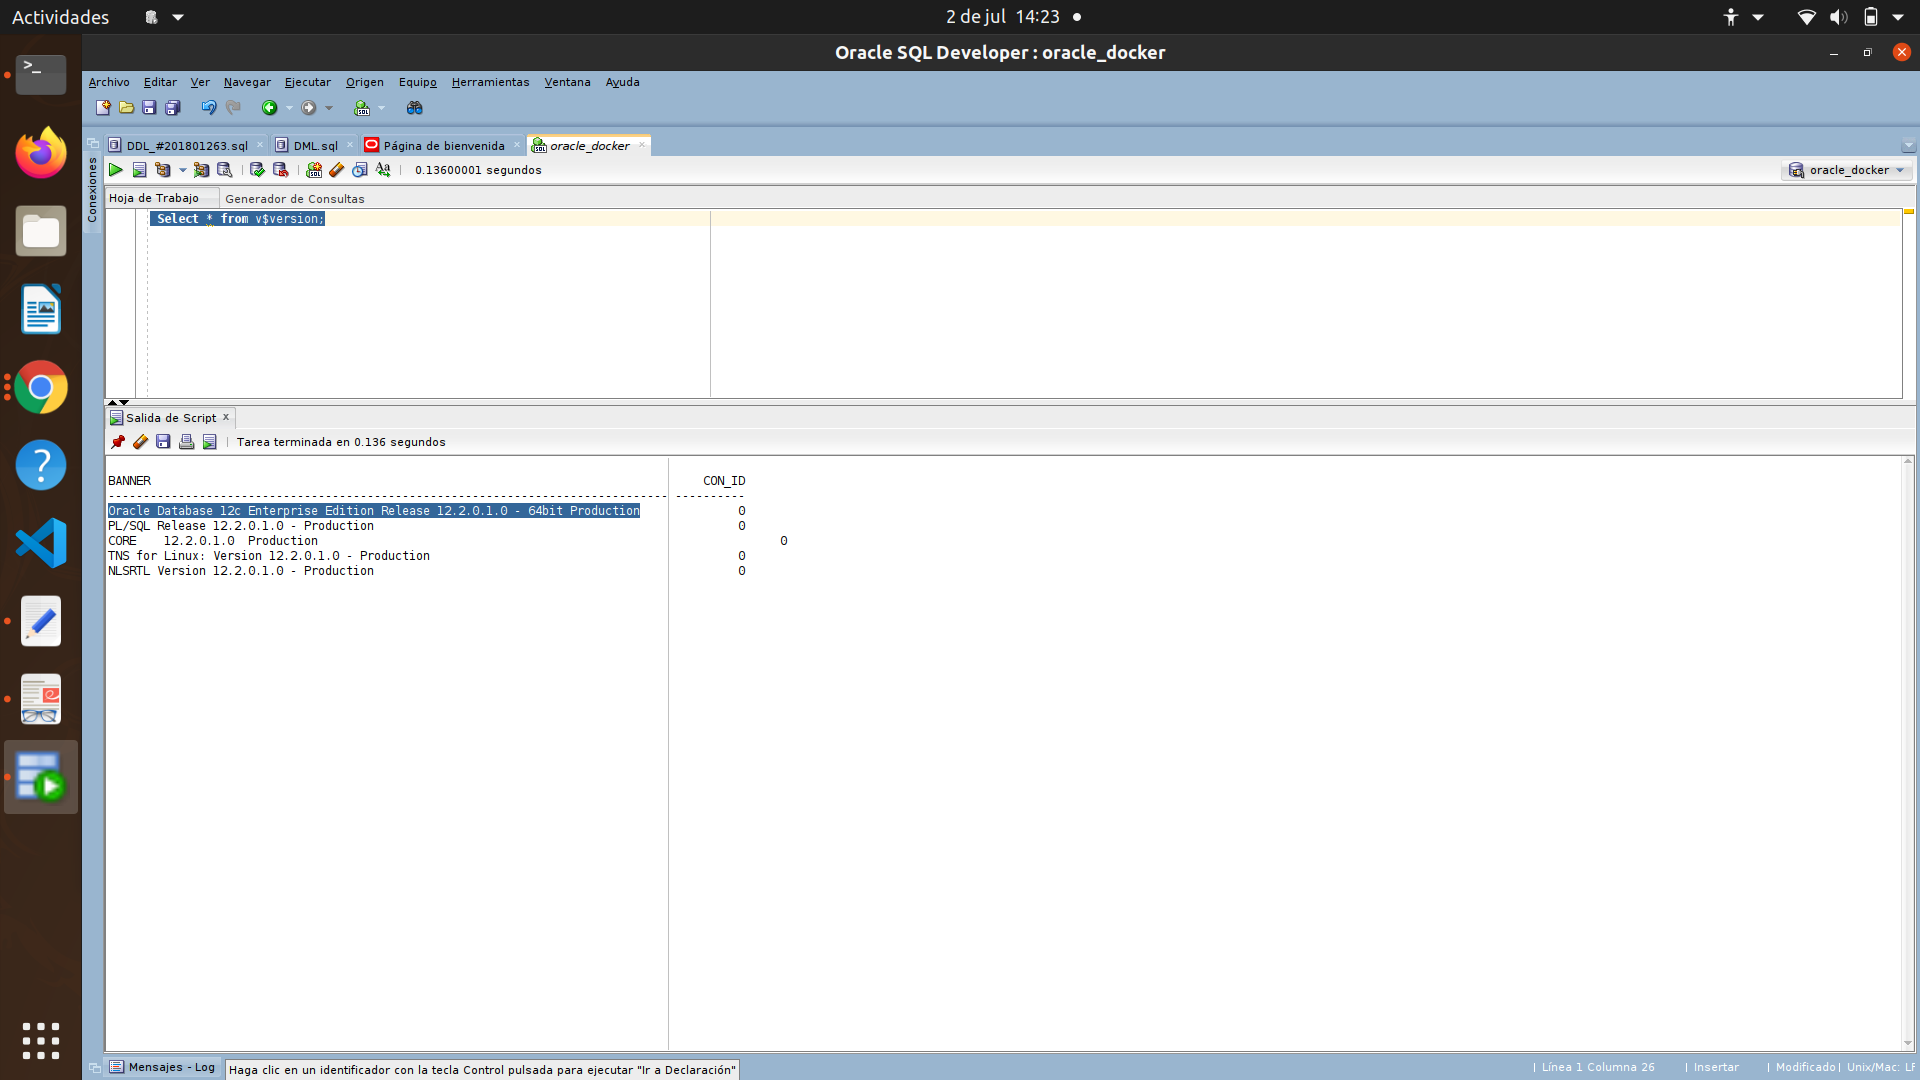 Actividades
2 de jul 14:23
Oracle SQL Developer : oracle_docker
Archivo Editar Ver Navegar Ejecutar Origen Equipo Herramientas Ventana Ayuda
DDL_#201801263.sql DML.sql Página de bienvenida oracle_docker
Conexiones
0.13600001 segundos
oracle_docker
Hoja de Trabajo Generador de Consultas
Select * from v$version;
Salida de Script
Tarea terminada en 0.136 segundos
BANNER CON_ID
-------------------------------------------------------------------------------- ----------
Oracle Database 12c Enterprise Edition Release 12.2.0.1.0 - 64bit Production 0
PL/SQL Release 12.2.0.1.0 - Production 0
CORE 12.2.0.1.0 Production 0
TNS for Linux: Version 12.2.0.1.0 - Production 0
NLSRTL Version 12.2.0.1.0 - Production 0
Mensajes - Log
Haga clic en un identificador con la tecla Control pulsada para ejecutar "Ir a Declaración"
| Línea 1 Columna 26 | Insertar | Modificado | Unix/Mac: LF